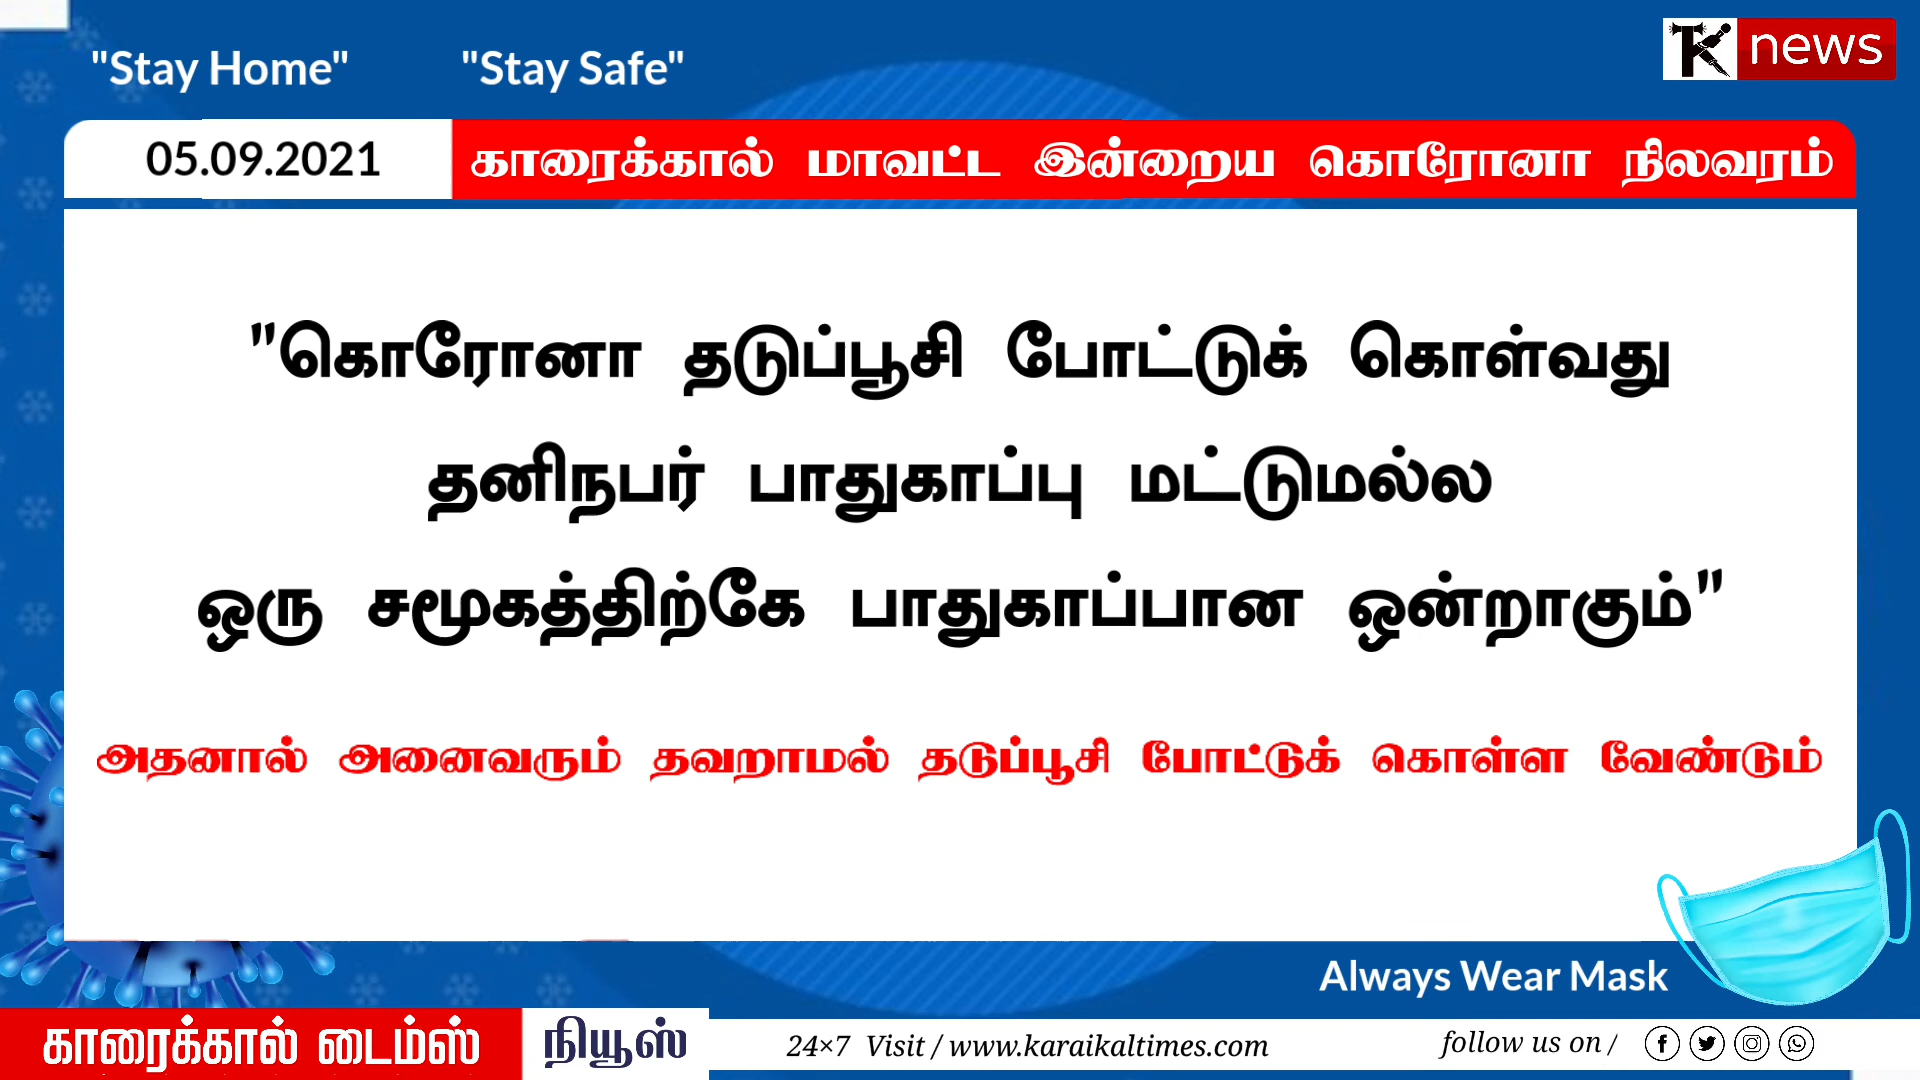 "Stay Home" "Stay Safe"
TK news
05.09.2021 காரைக்கால் மாவட்ட இன்றைய கொரோனா நிலவரம்
"கொரோனா தடுப்பூசி போட்டுக் கொள்வது
தனிநபர் பாதுகாப்பு மட்டுமல்ல
ஒரு சமூகத்திற்கே பாதுகாப்பான ஒன்றாகும்"
அதனால் அனைவரும் தவறாமல் தடுப்பூசி போட்டுக் கொள்ள வேண்டும்
Always Wear Mask
காரைக்கால் டைம்ஸ் நியூஸ்
24×7 Visit / www.karaikaltimes.com
follow us on /